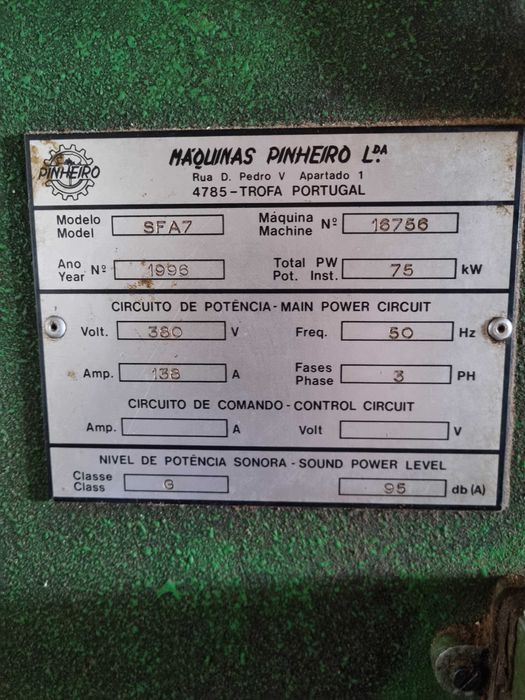 PINHEIRO
MÁQUINAS PINHEIRO L.DA
Rua D. Pedro V Apartado 1
4785-TROFA PORTUGAL
Modelo Model SFA7 Máquina Machine Nº 16756
Ano Year Nº 1996 Total PW Pot. Inst. 75 kW
CIRCUITO DE POTÊNCIA-MAIN POWER CIRCUIT
Volt. 380 V Freq. 50 Hz
Amp. 138 A Fases Phase 3 PH
CIRCUITO DE COMANDO-CONTROL CIRCUIT
Amp. A Volt V
NIVEL DE POTÊNCIA SONORA-SOUND POWER LEVEL
Classe Class G 95 db(A)